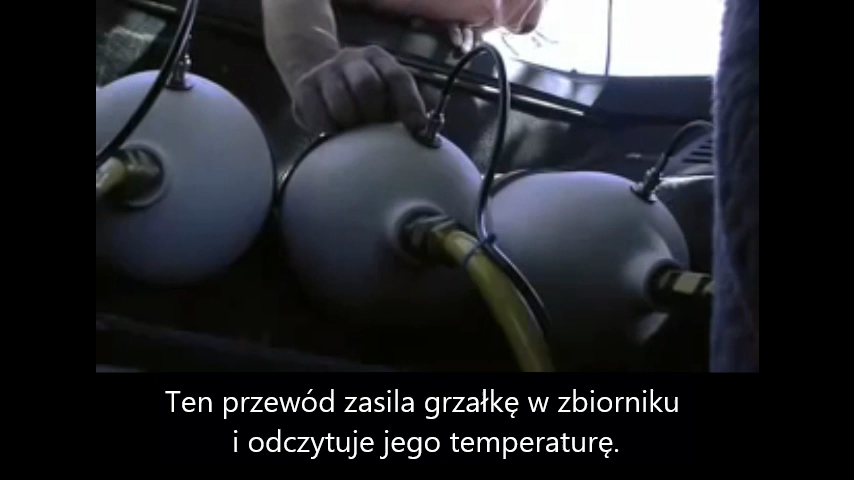 Ten przewód zasila grzałkę w zbiorniku
i odczytuje jego temperaturę.